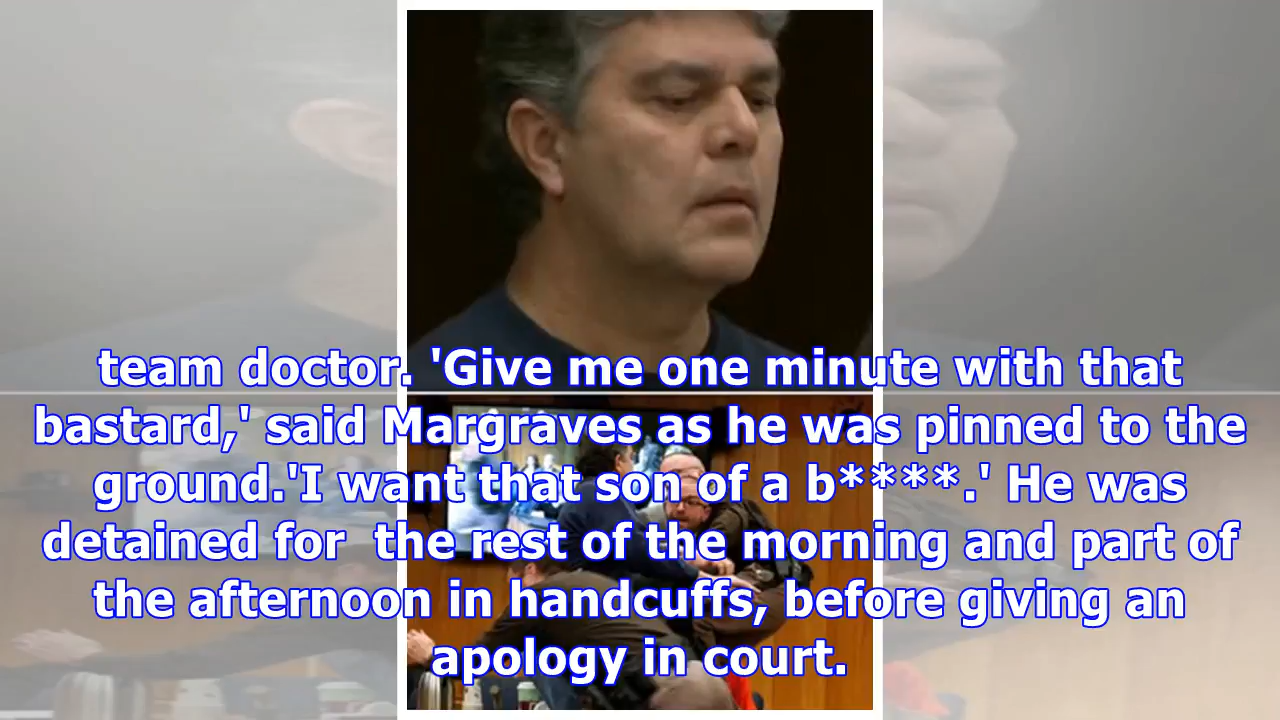 team doctor. 'Give me one minute with that
bastard,' said Margraves as he was pinned to the
ground.'I want that son of a b****.' He was
detained for  the rest of the morning and part of
the afternoon in handcuffs, before giving an
apology in court.